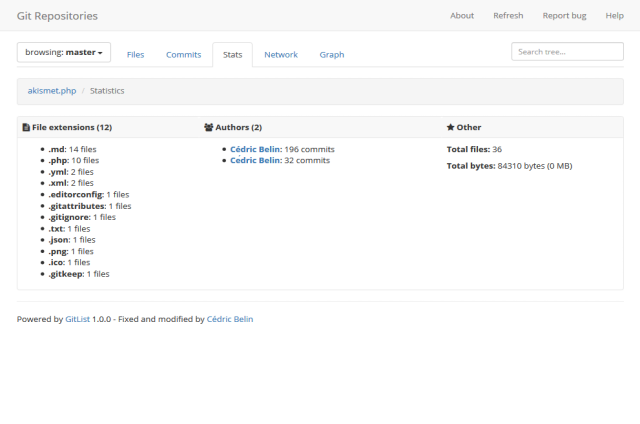 Git Repositories
About Refresh Report bug Help
browsing: master Files Commits Stats Network Graph Search tree...
akismet.php / Statistics
File extensions (12)
.md: 14 files
.php: 10 files
.yml: 2 files
.xml: 2 files
.editorconfig: 1 files
.gitattributes: 1 files
.gitignore: 1 files
.txt: 1 files
.json: 1 files
.png: 1 files
.ico: 1 files
.gitkeep: 1 files
Authors (2)
Cédric Belin: 196 commits
Cédric Belin: 32 commits
Other
Total files: 36
Total bytes: 84310 bytes (0 MB)
Powered by GitList 1.0.0 - Fixed and modified by Cédric Belin